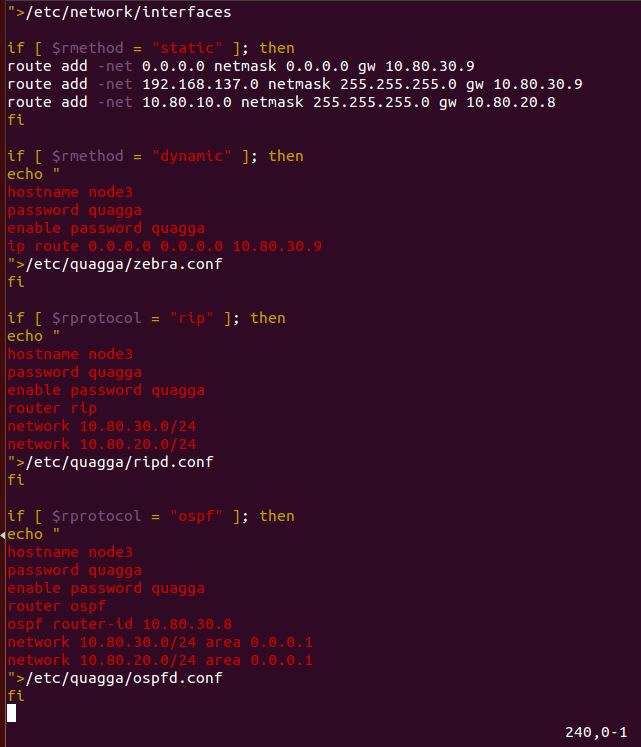 ">/etc/network/interfaces
if [ $rmethod = "static" ]; then
route add -net 0.0.0.0 netmask 0.0.0.0 gw 10.80.30.9
route add -net 192.168.137.0 netmask 255.255.255.0 gw 10.80.30.9
route add -net 10.80.10.0 netmask 255.255.255.0 gw 10.80.20.8
fi
if [ $rmethod = "dynamic" ]; then
echo "
hostname node3
password quagga
enable password quagga
ip route 0.0.0.0 0.0.0.0 10.80.30.9
">/etc/quagga/zebra.conf
fi
if [ $rprotocol = "rip" ]; then
echo "
hostname node3
password quagga
enable password quagga
router rip
network 10.80.30.0/24
network 10.80.20.0/24
">/etc/quagga/ripd.conf
fi
if [ $rprotocol = "ospf" ]; then
echo "
hostname node3
password quagga
enable password quagga
router ospf
ospf router-id 10.80.30.8
network 10.80.30.0/24 area 0.0.0.1
network 10.80.20.0/24 area 0.0.0.1
">/etc/quagga/ospfd.conf
fi
240,0-1